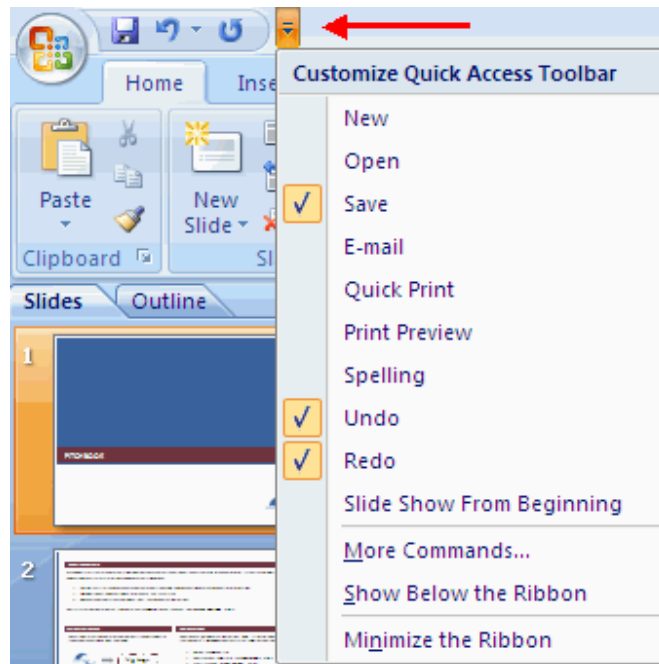 Home Inse
Customize Quick Access Toolbar
New
Open
Save
E-mail
Quick Print
Print Preview
Spelling
Undo
Redo
Slide Show From Beginning
More Commands...
Show Below the Ribbon
Minimize the Ribbon
Paste
New
Slide
Clipboard
Sl
Slides Outline
1
PITCHBOOK
2